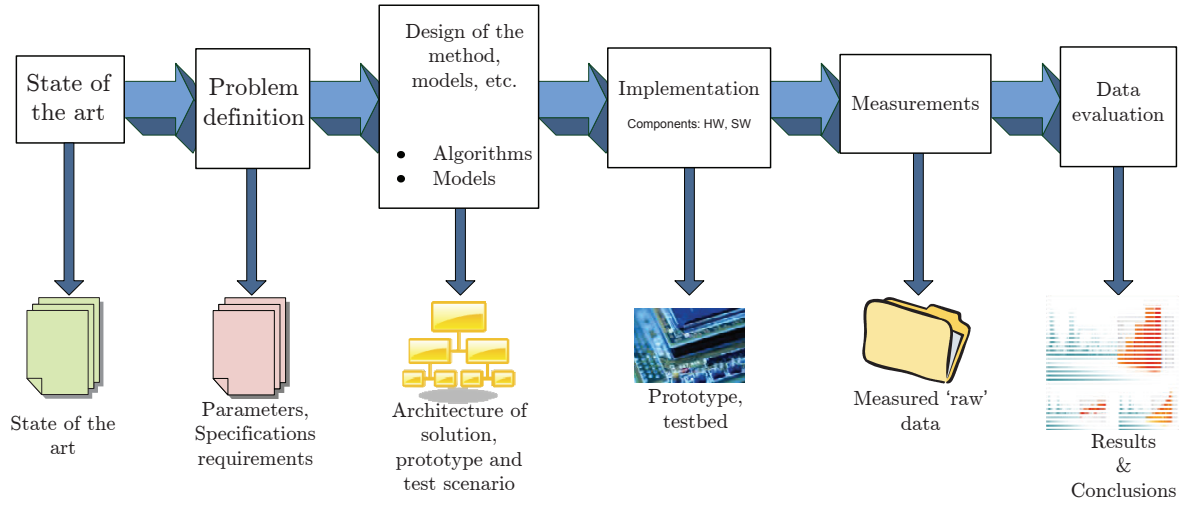 State of
the art
Problem
definition
Design of the
method,
models, etc.
• Algorithms
• Models
Implementation
Components: HW, SW
Measurements
Data
evaluation
State of the
art
Parameters,
Specifications
requirements
Architecture of
solution,
prototype and
test scenario
Prototype,
testbed
Measured ‘raw’
data
Results
&
Conclusions